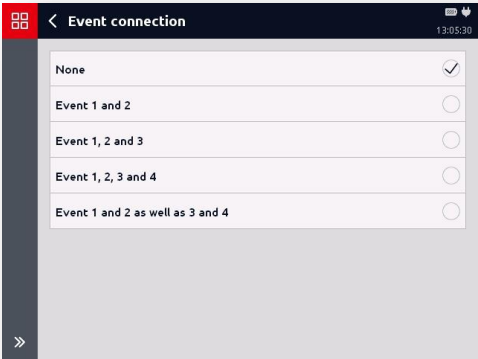 Event connection
13:05:30
None
Event 1 and 2
Event 1, 2 and 3
Event 1, 2, 3 and 4
Event 1 and 2 as well as 3 and 4